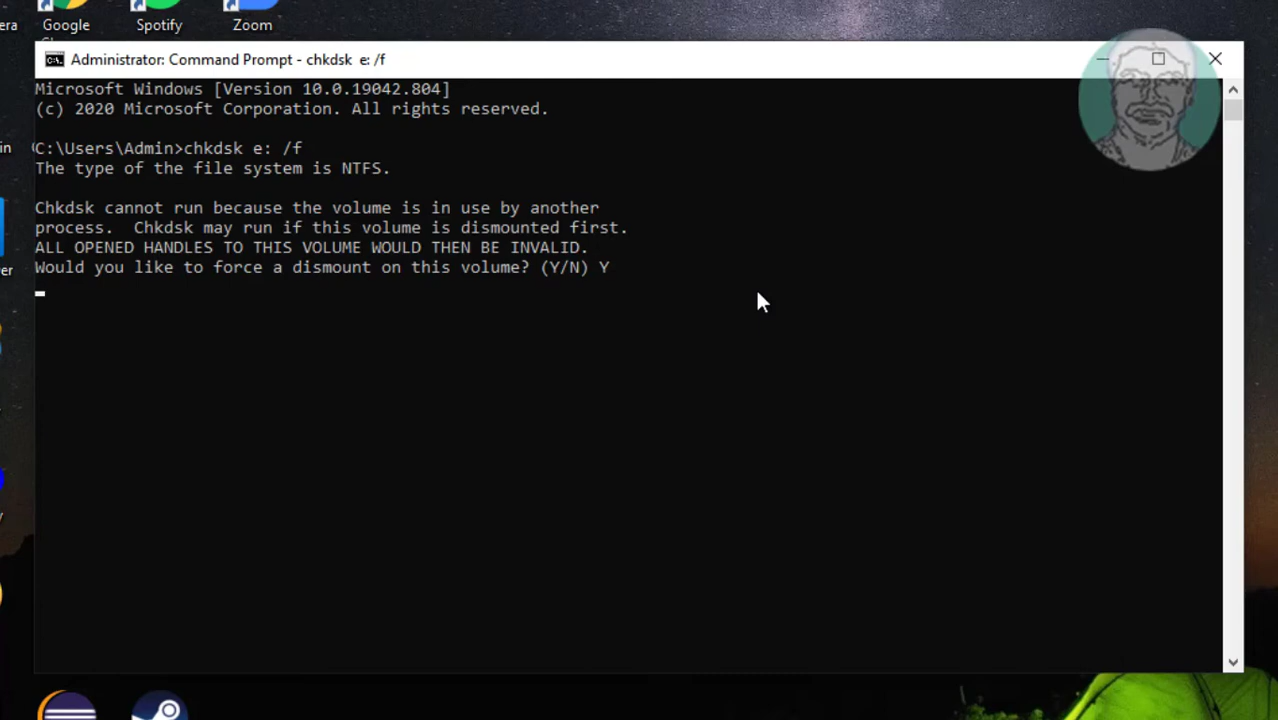 era
Google
Spotify
Zoom
Administrator: Command Prompt - chkdsk  e: /f
Microsoft Windows [Version 10.0.19042.804]
(c) 2020 Microsoft Corporation. All rights reserved.
in
C:\Users\Admin>chkdsk e: /f
The type of the file system is NTFS.
Chkdsk cannot run because the volume is in use by another
process.  Chkdsk may run if this volume is dismounted first.
ALL OPENED HANDLES TO THIS VOLUME WOULD THEN BE INVALID.
ver
Would you like to force a dismount on this volume? (Y/N) Y